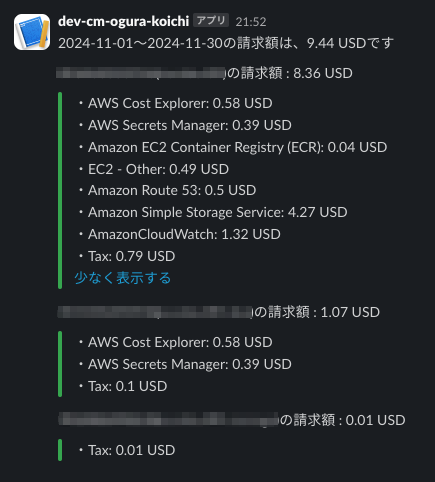 dev-cm-ogura-koichi アプリ 21:52
2024-11-01〜2024-11-30の請求額は、9.44 USDです
の請求額 : 8.36 USD
・AWS Cost Explorer: 0.58 USD
・AWS Secrets Manager: 0.39 USD
・Amazon EC2 Container Registry (ECR): 0.04 USD
・EC2 - Other: 0.49 USD
・Amazon Route 53: 0.5 USD
・Amazon Simple Storage Service: 4.27 USD
・AmazonCloudWatch: 1.32 USD
・Tax: 0.79 USD
少なく表示する
)の請求額 : 1.07 USD
・AWS Cost Explorer: 0.58 USD
・AWS Secrets Manager: 0.39 USD
・Tax: 0.1 USD
)の請求額 : 0.01 USD
・Tax: 0.01 USD